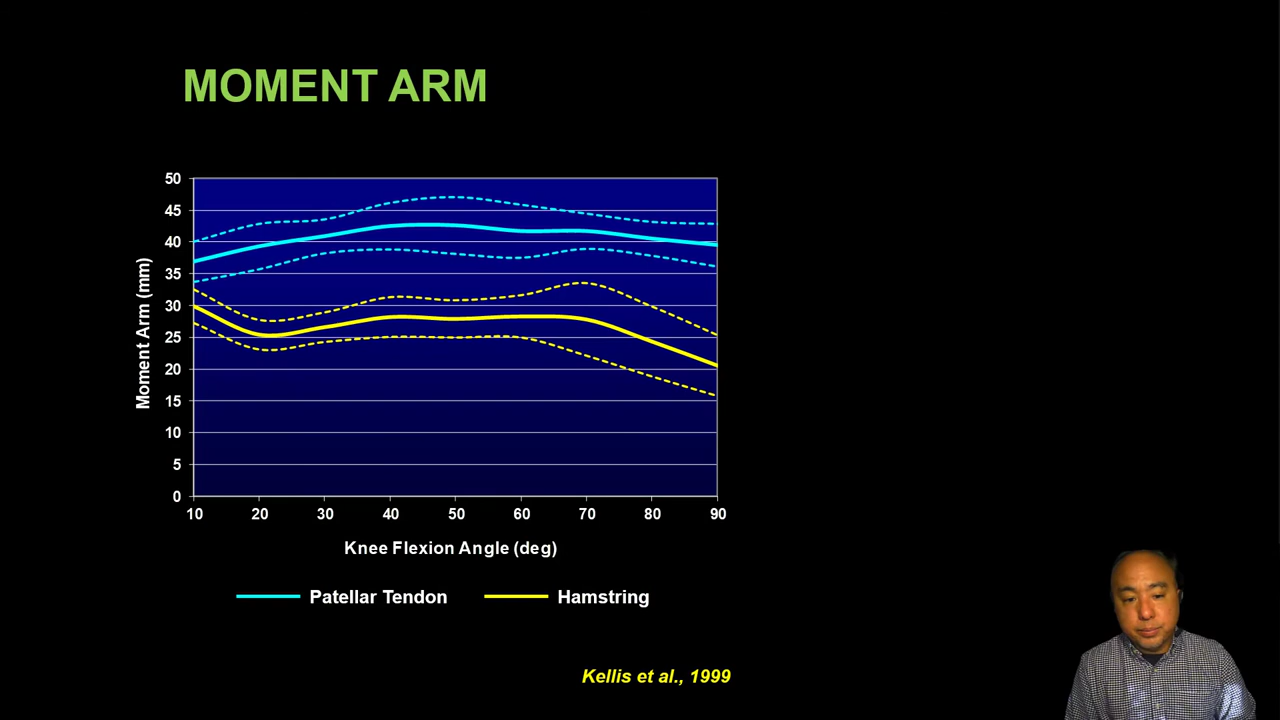 MOMENT ARM
50
45
40
35
30
25
20
15
10
5
0
Moment Arm (mm)
10 20 30 40 50 60 70 80 90
Knee Flexion Angle (deg)
Patellar Tendon Hamstring
Kellis et al., 1999